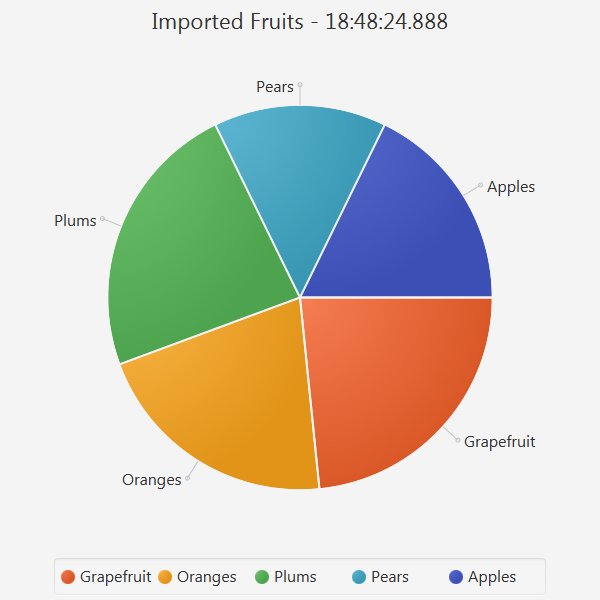 Imported Fruits - 18:48:24.888
Pears
Apples
Plums
Grapefruit
Oranges
Grapefruit Oranges Plums Pears Apples